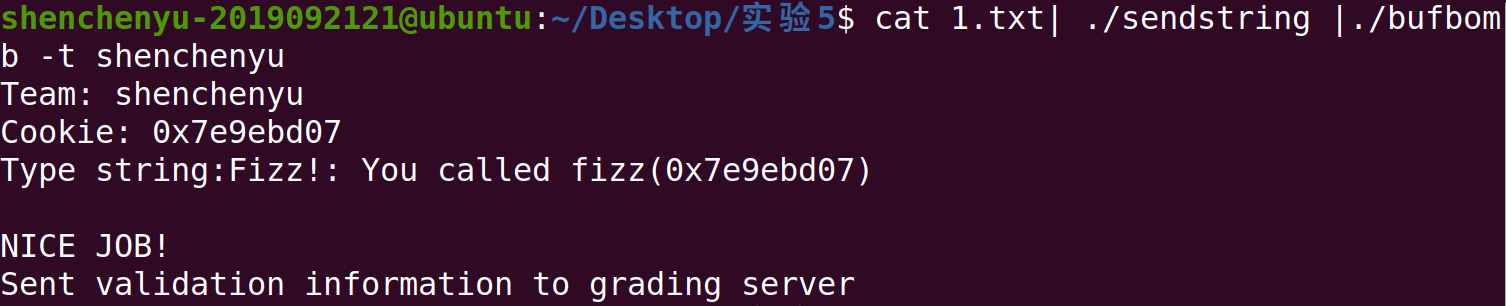 shenchenyu-2019092121@ubuntu:~/Desktop/实验5$ cat 1.txt| ./sendstring |./bufbom
b -t shenchenyu
Team: shenchenyu
Cookie: 0x7e9ebd07
Type string:Fizz!: You called fizz(0x7e9ebd07)
NICE JOB!
Sent validation information to grading server